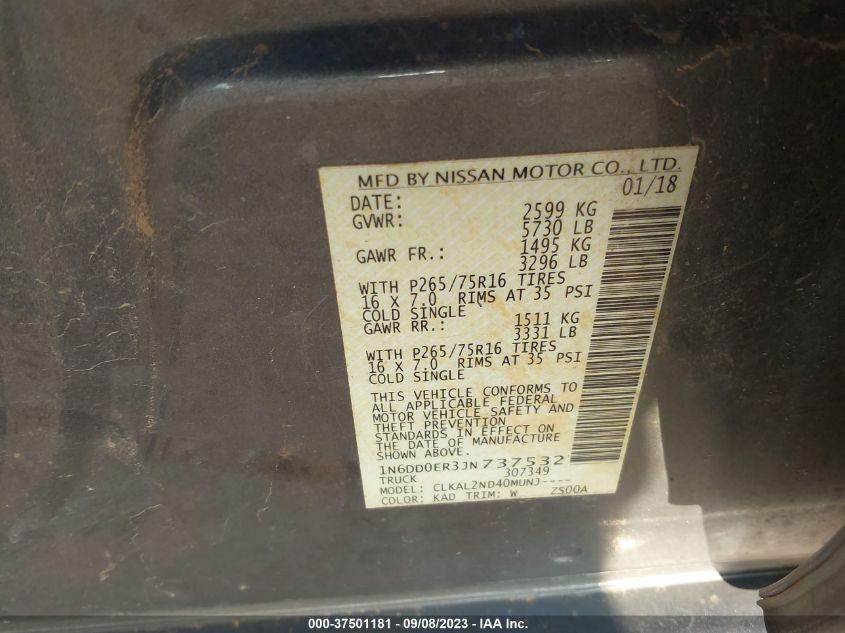 MFD BY NISSAN MOTOR CO., LTD.
DATE: 01/18
GVWR: 2599 KG
5730 LB
GAWR FR.: 1495 KG
3296 LB
WITH P265/75R16 TIRES
16 X 7.0 RIMS AT 35 PSI
COLD SINGLE
GAWR RR.: 1511 KG
3331 LB
WITH P265/75R16 TIRES
16 X 7.0 RIMS AT 35 PSI
COLD SINGLE
THIS VEHICLE CONFORMS TO
ALL APPLICABLE FEDERAL
MOTOR VEHICLE SAFETY AND
THEFT PREVENTION
STANDARDS IN EFFECT ON
THE DATE OF MANUFACTURE
SHOWN ABOVE.
1N6DD0ER3JN737532
TRUCK 307349
MODEL: CLKAL2ND40MUNJ----
COLOR: KAD TRIM: W ZS00A
000-37501181 - 09/08/2023 - IAA Inc.